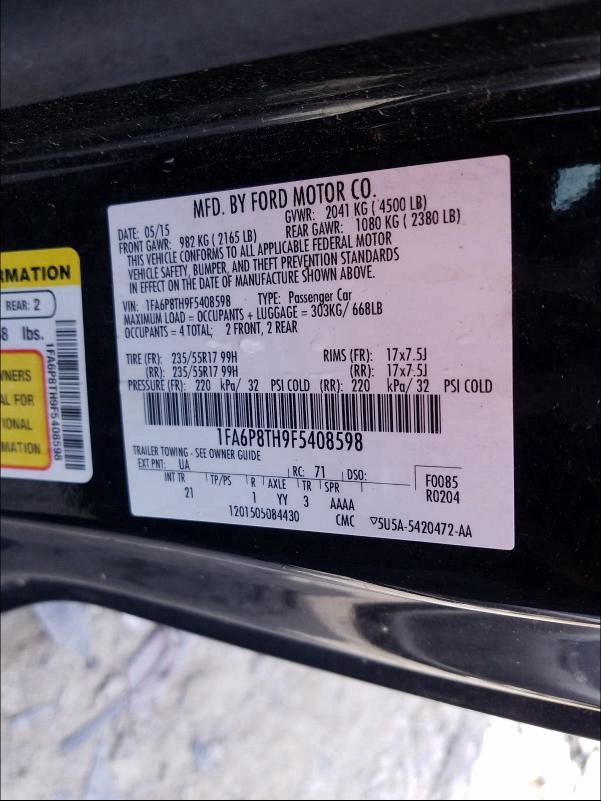 MFD. BY FORD MOTOR CO.
DATE: 05/15 GVWR: 2041 KG ( 4500 LB)
FRONT GAWR: 982 KG ( 2165 LB) REAR GAWR: 1080 KG ( 2380 LB)
THIS VEHICLE CONFORMS TO ALL APPLICABLE FEDERAL MOTOR
VEHICLE SAFETY, BUMPER, AND THEFT PREVENTION STANDARDS
IN EFFECT ON THE DATE OF MANUFACTURE SHOWN ABOVE.
VIN: 1FA6P8TH9F5408598 TYPE: Passenger Car
MAXIMUM LOAD = OCCUPANTS + LUGGAGE = 303KG/ 668LB
OCCUPANTS = 4 TOTAL; 2 FRONT, 2 REAR
TIRE (FR): 235/55R17 99H RIMS (FR): 17x7.5J
(RR): 235/55R17 99H (RR): 17x7.5J
PRESSURE (FR): 220 kPa/ 32 PSI COLD (RR): 220 kPa/ 32 PSI COLD
1FA6P8TH9F5408598
TRAILER TOWING - SEE OWNER GUIDE
EXT PNT: UA RC: 71 DSO: F0085
INT TR TP/PS R AXLE TR SPR R0204
21 1 YY 3 AAAA
1201505084430 CMC ▽5U5A-5420472-AA
RMATION
REAR: 2
8 lbs.
WNERS
AL FOR
TIONAL
MATION
1FA6P8TH9F5408598